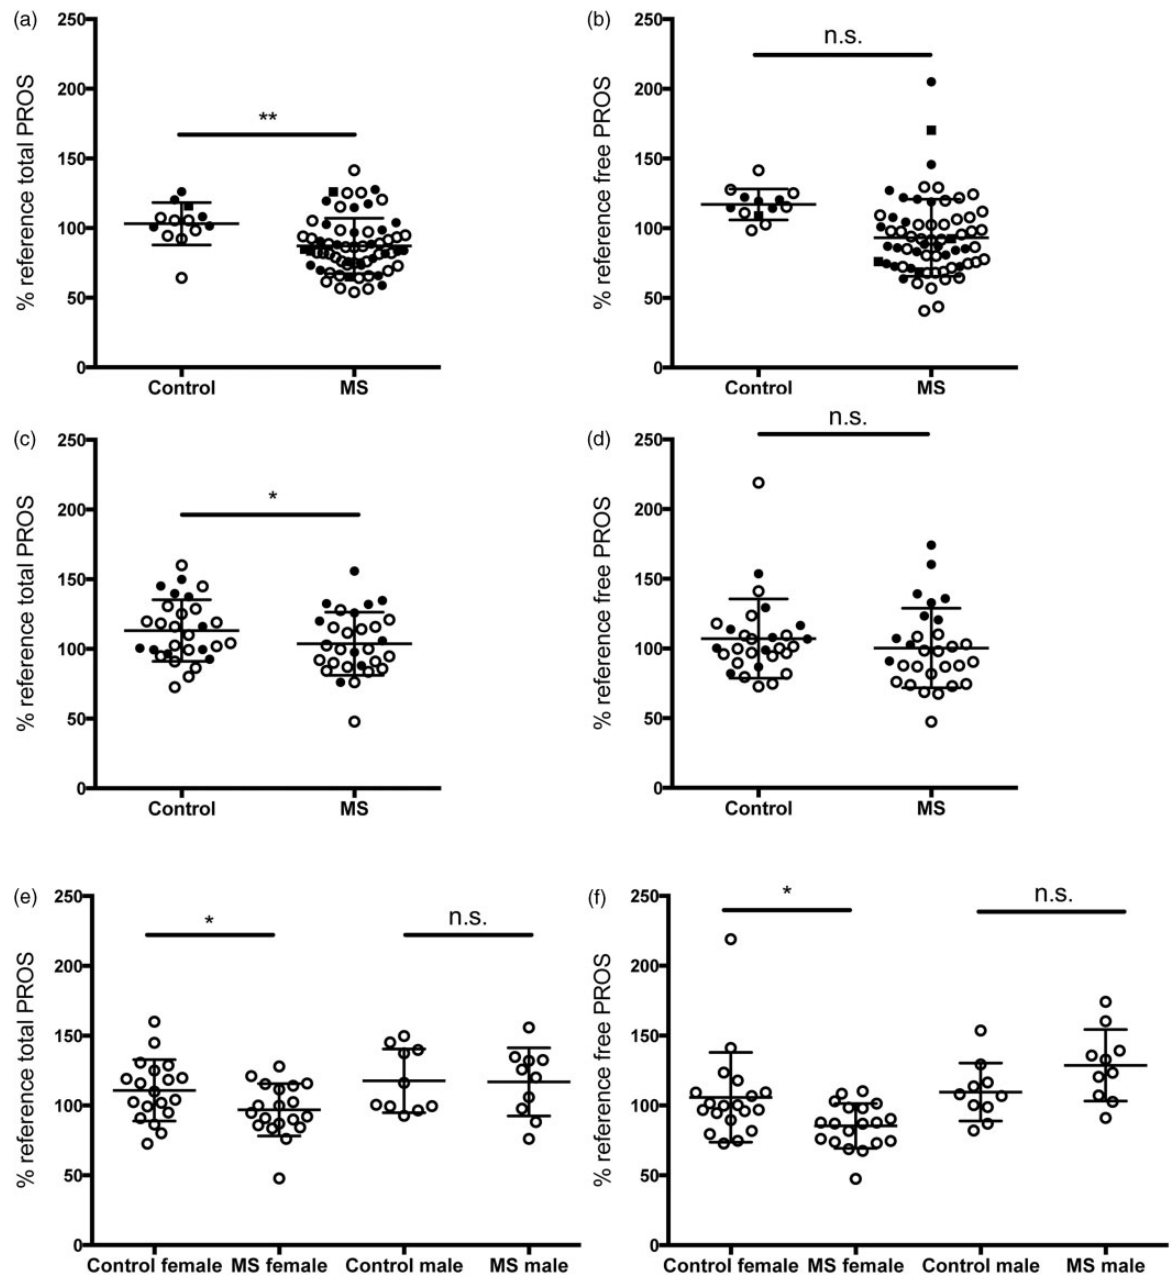 (a)
% reference total PROS
250
200
150
100
50
0
**
Control MS
(b)
% reference free PROS
250
200
150
100
50
0
n.s.
Control MS
(c)
% reference total PROS
250
200
150
100
50
0
*
Control MS
(d)
% reference free PROS
250
200
150
100
50
0
n.s.
Control MS
(e)
% reference total PROS
250
200
150
100
50
0
* n.s.
Control female MS female Control male MS male
(f)
% reference free PROS
250
200
150
100
50
0
* n.s.
Control female MS female Control male MS male